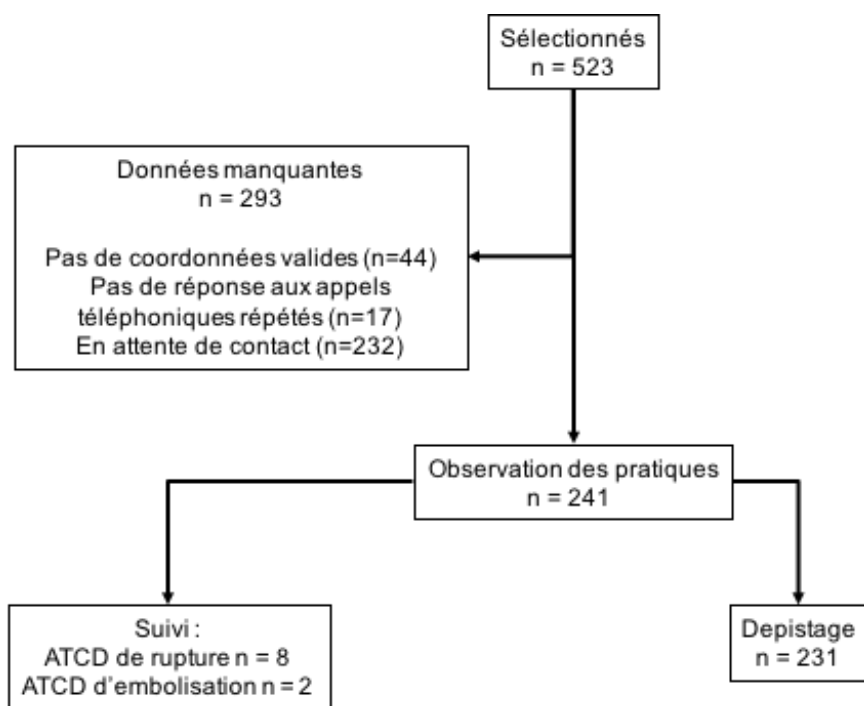 Sélectionnés
n = 523
Données manquantes
n = 293
Pas de coordonnées valides (n=44)
Pas de réponse aux appels
téléphoniques répétés (n=17)
En attente de contact (n=232)
Observation des pratiques
n = 241
Suivi :
ATCD de rupture n = 8
ATCD d'embolisation n = 2
Depistage
n = 231